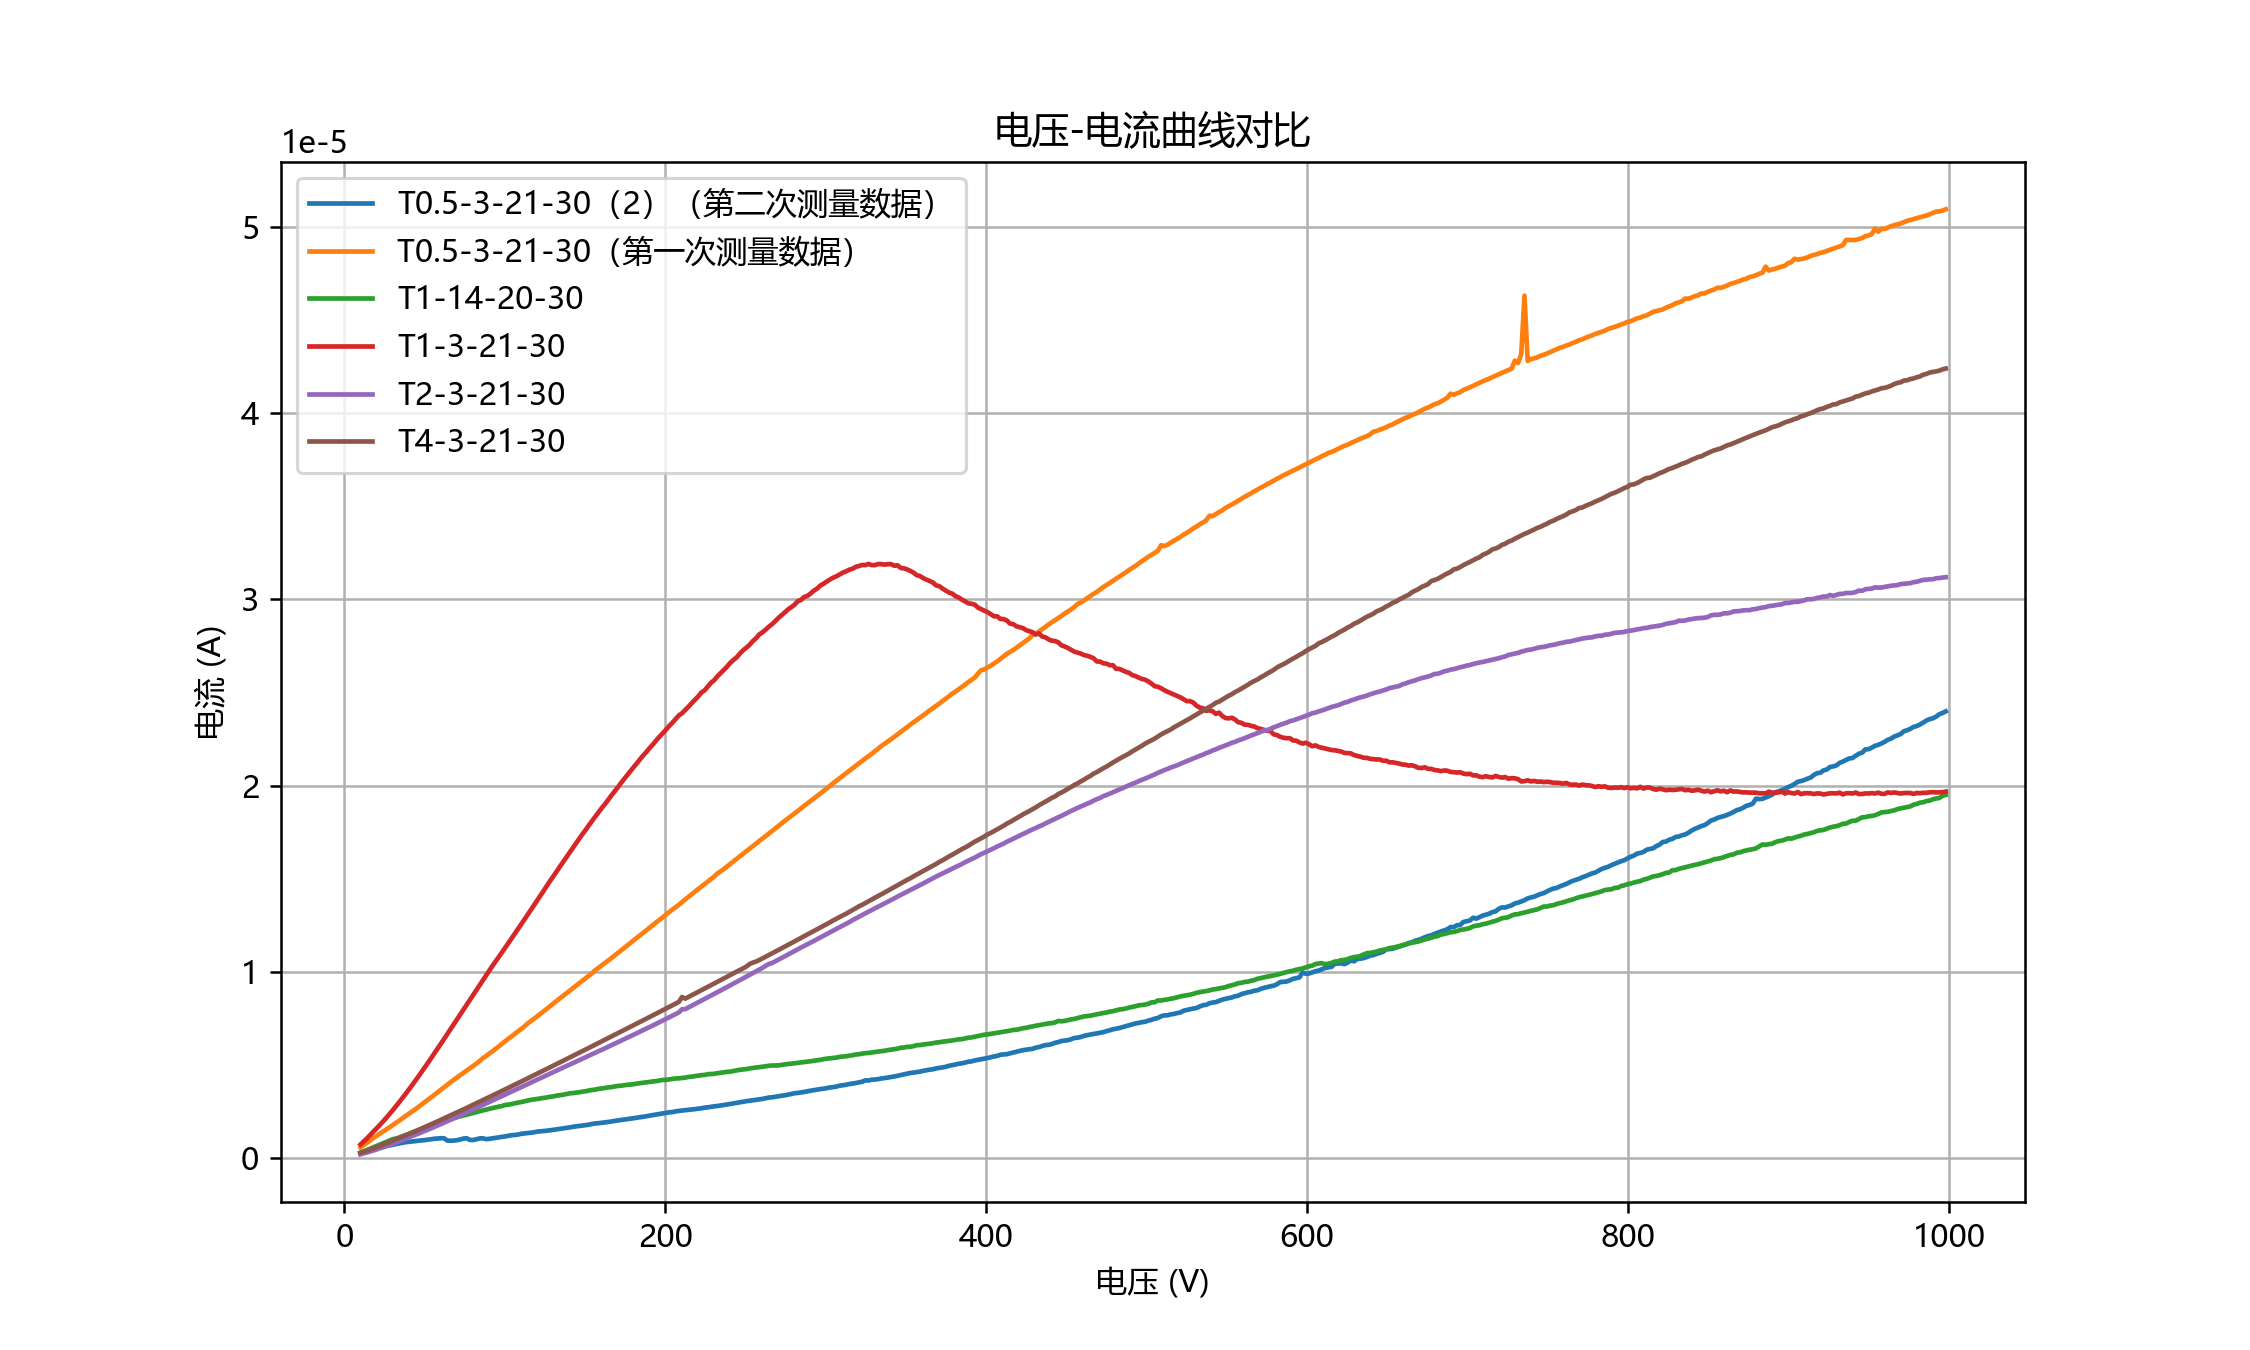 电压-电流曲线对比
1e-5
T0.5-3-21-30（2）（第二次测量数据）
T0.5-3-21-30（第一次测量数据）
T1-14-20-30
T1-3-21-30
T2-3-21-30
T4-3-21-30
5
4
3
2
1
0
电流 (A)
0 200 400 600 800 1000
电压 (V)